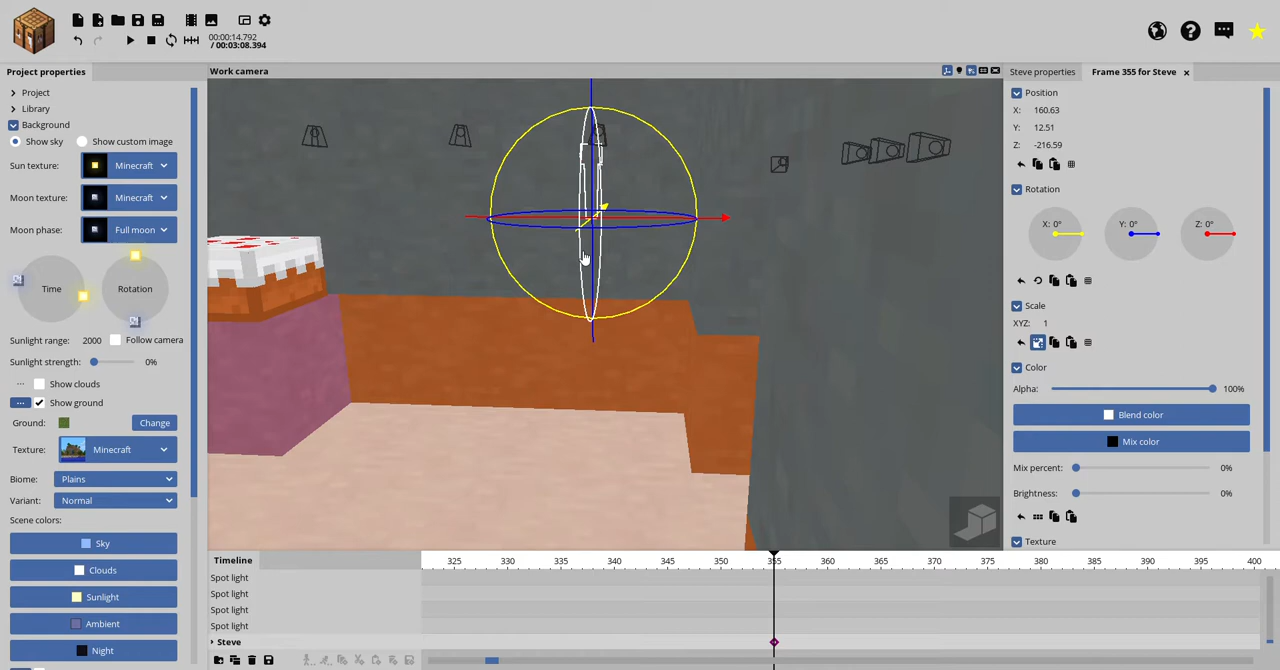 00:00:14.792
/ 00:03:08.394
Project properties
Work camera
Steve properties
Frame 355 for Steve
Project
Library
Background
Show sky
Show custom image
Sun texture:
Minecraft
Moon texture:
Minecraft
Moon phase:
Full moon
Time
Rotation
Sunlight range:
2000
Follow camera
Sunlight strength:
0%
Show clouds
Show ground
Ground:
Change
Texture:
Minecraft
Biome:
Plains
Variant:
Normal
Scene colors:
Sky
Clouds
Sunlight
Ambient
Night
Position
X: 160.63
Y: 12.51
Z: -216.59
Rotation
X: 0°
Y: 0°
Z: 0°
Scale
XYZ: 1
Color
Alpha:
100%
Blend color
Mix color
Mix percent:
0%
Brightness:
0%
Texture
Timeline
325 330 335 340 345 350 355 360 365 370 375 380 385 390 395 400
Spot light
Spot light
Spot light
Spot light
Steve